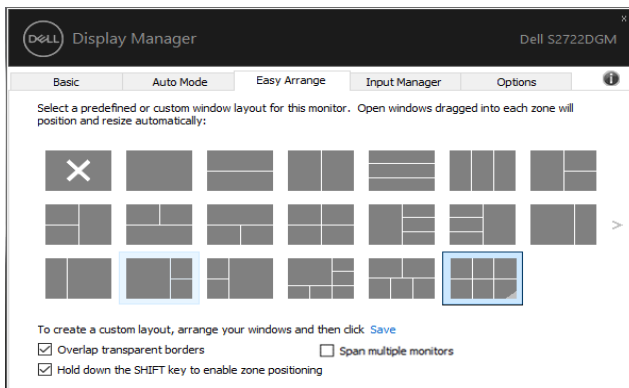 DELL Display Manager Dell S2722DGM
Basic Auto Mode Easy Arrange Input Manager Options
Select a predefined or custom window layout for this monitor. Open windows dragged into each zone will
position and resize automatically:
To create a custom layout, arrange your windows and then click Save
Overlap transparent borders Span multiple monitors
Hold down the SHIFT key to enable zone positioning